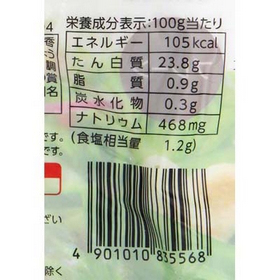 栄養成分表示:100g当たり
エネルギー 105kcal
たん白質 23.8g
脂質 0.9g
炭水化物 0.3g
ナトリウム 468mg
(食塩相当量 1.2g)
4 901010 835568